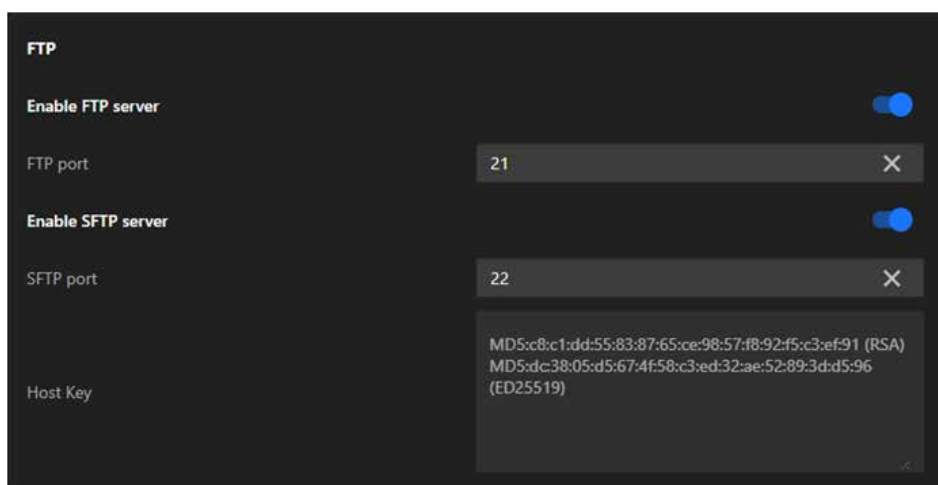 FTP
Enable FTP server
FTP port
21
Enable SFTP server
SFTP port
22
Host Key
MD5:c8:c1:dd:55:83:87:65:ce:98:57:f8:92:f5:c3:ef:91 (RSA)
MD5:dc:38:05:d5:67:4f:58:c3:ed:32:ae:52:89:3d:d5:96
(ED25519)